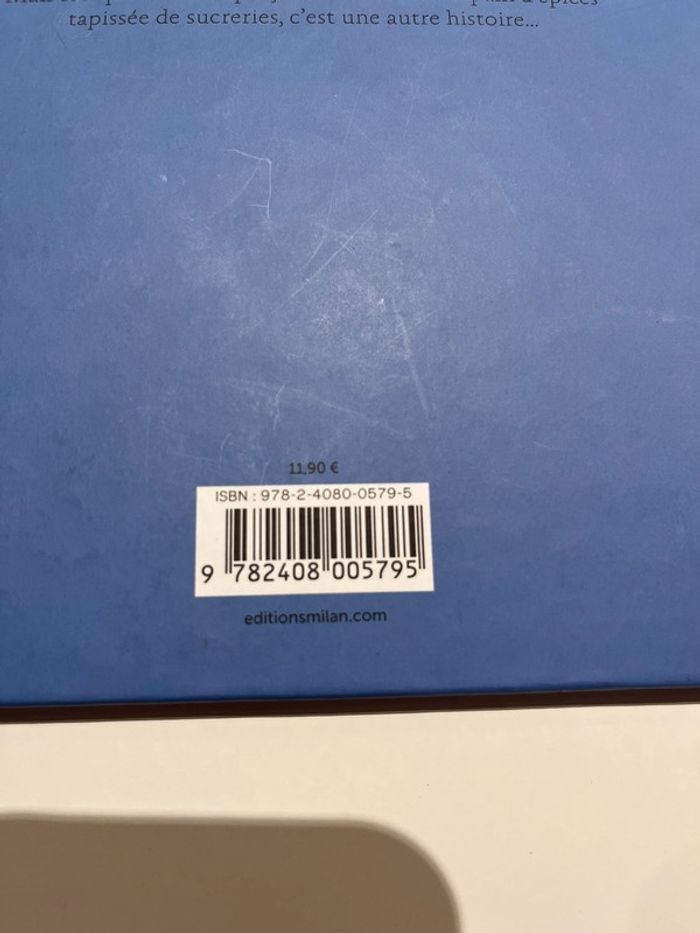 tapissée de sucreries, c'est une autre histoire...
11,90 €
ISBN : 978-2-4080-0579-5
9 782408 005795
editionsmilan.com